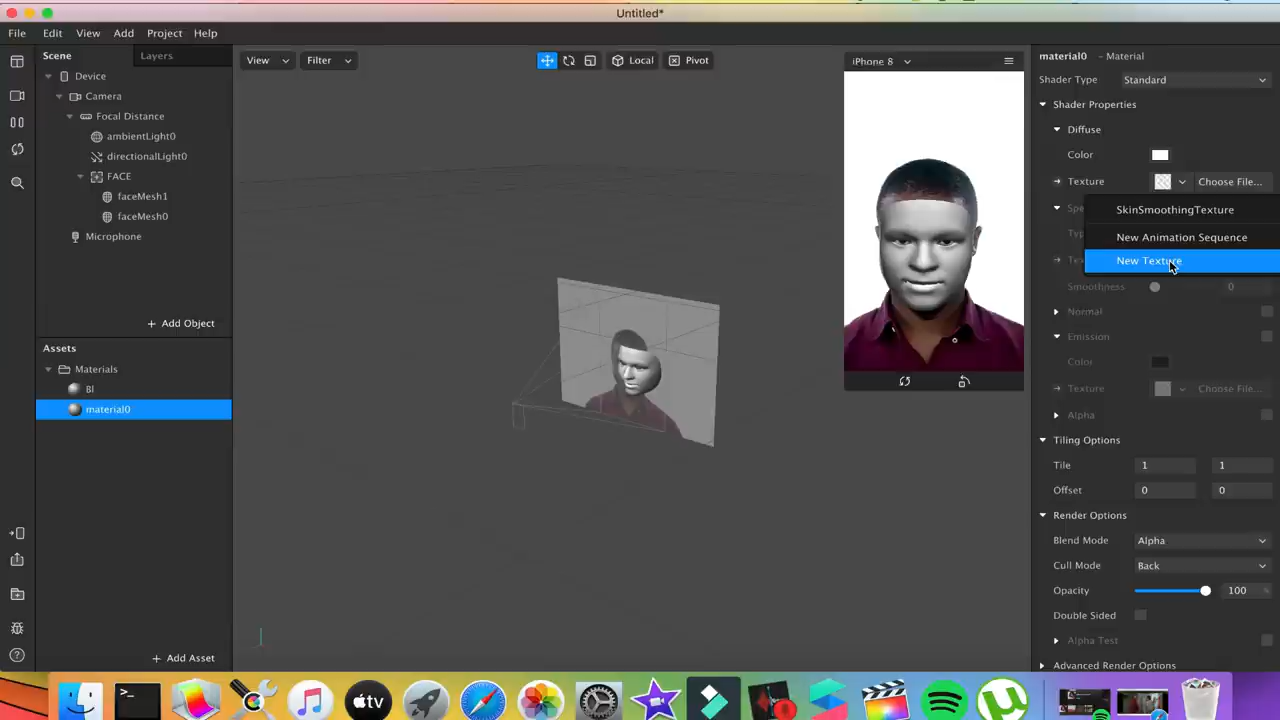 Untitled*
File Edit View Add Project Help
Scene Layers
Device
Camera
Focal Distance
ambientLight0
directionalLight0
FACE
faceMesh1
faceMesh0
Microphone
+ Add Object
Assets
Materials
Bl
material0
+ Add Asset
View Filter Local Pivot
iPhone 8
material0 - Material
Shader Type Standard
Shader Properties
Diffuse
Color
Texture Choose File...
SkinSmoothingTexture
New Animation Sequence
New Texture
Smoothness 0
Normal
Emission
Color
Texture Choose File...
Alpha
Tiling Options
Tile 1 1
Offset 0 0
Render Options
Blend Mode Alpha
Cull Mode Back
Opacity 100
Double Sided
Alpha Test
Advanced Render Options
tv